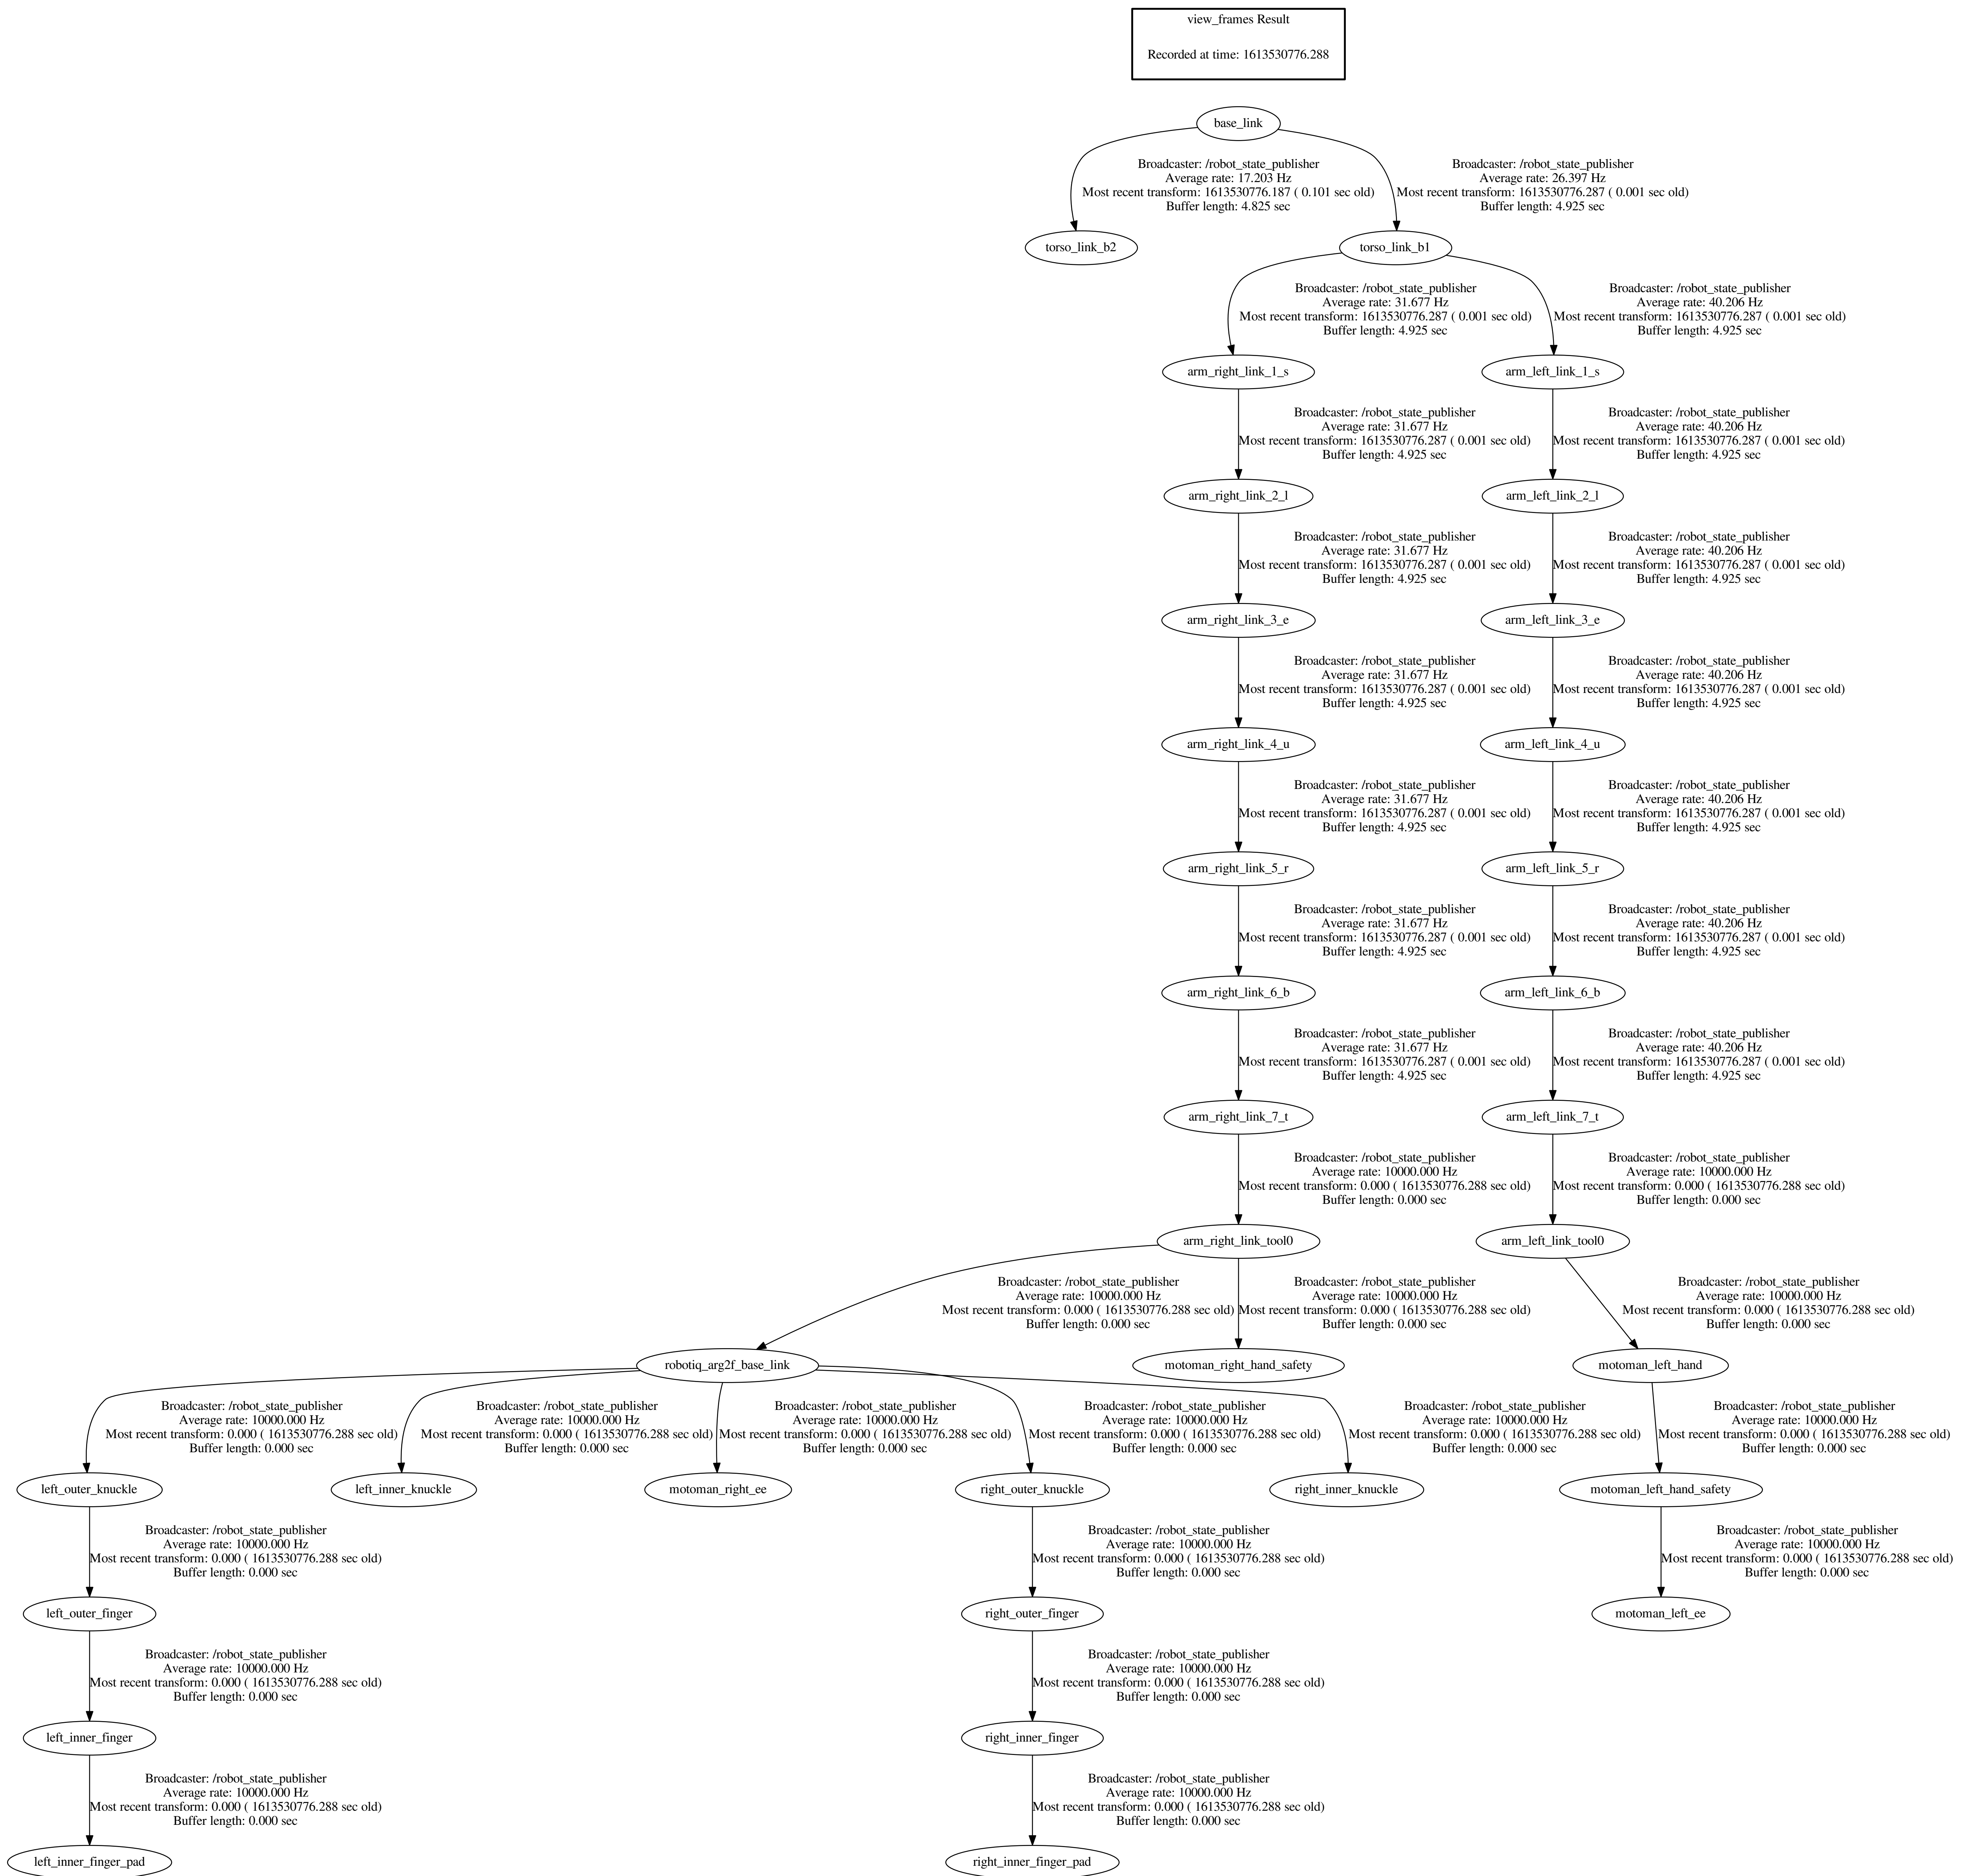 view_frames Result
Recorded at time: 1613530776.288
base_link
Broadcaster: /robot_state_publisher
Average rate: 17.203 Hz
Most recent transform: 1613530776.187 ( 0.101 sec old)
Buffer length: 4.825 sec
Broadcaster: /robot_state_publisher
Average rate: 26.397 Hz
Most recent transform: 1613530776.287 ( 0.001 sec old)
Buffer length: 4.925 sec
torso_link_b2
torso_link_b1
Broadcaster: /robot_state_publisher
Average rate: 31.677 Hz
Most recent transform: 1613530776.287 ( 0.001 sec old)
Buffer length: 4.925 sec
Broadcaster: /robot_state_publisher
Average rate: 40.206 Hz
Most recent transform: 1613530776.287 ( 0.001 sec old)
Buffer length: 4.925 sec
arm_right_link_1_s
arm_left_link_1_s
Broadcaster: /robot_state_publisher
Average rate: 31.677 Hz
Most recent transform: 1613530776.287 ( 0.001 sec old)
Buffer length: 4.925 sec
Broadcaster: /robot_state_publisher
Average rate: 40.206 Hz
Most recent transform: 1613530776.287 ( 0.001 sec old)
Buffer length: 4.925 sec
arm_right_link_2_l
arm_left_link_2_l
Broadcaster: /robot_state_publisher
Average rate: 31.677 Hz
Most recent transform: 1613530776.287 ( 0.001 sec old)
Buffer length: 4.925 sec
Broadcaster: /robot_state_publisher
Average rate: 40.206 Hz
Most recent transform: 1613530776.287 ( 0.001 sec old)
Buffer length: 4.925 sec
arm_right_link_3_e
arm_left_link_3_e
Broadcaster: /robot_state_publisher
Average rate: 31.677 Hz
Most recent transform: 1613530776.287 ( 0.001 sec old)
Buffer length: 4.925 sec
Broadcaster: /robot_state_publisher
Average rate: 40.206 Hz
Most recent transform: 1613530776.287 ( 0.001 sec old)
Buffer length: 4.925 sec
arm_right_link_4_u
arm_left_link_4_u
Broadcaster: /robot_state_publisher
Average rate: 31.677 Hz
Most recent transform: 1613530776.287 ( 0.001 sec old)
Buffer length: 4.925 sec
Broadcaster: /robot_state_publisher
Average rate: 40.206 Hz
Most recent transform: 1613530776.287 ( 0.001 sec old)
Buffer length: 4.925 sec
arm_right_link_5_r
arm_left_link_5_r
Broadcaster: /robot_state_publisher
Average rate: 31.677 Hz
Most recent transform: 1613530776.287 ( 0.001 sec old)
Buffer length: 4.925 sec
Broadcaster: /robot_state_publisher
Average rate: 40.206 Hz
Most recent transform: 1613530776.287 ( 0.001 sec old)
Buffer length: 4.925 sec
arm_right_link_6_b
arm_left_link_6_b
Broadcaster: /robot_state_publisher
Average rate: 31.677 Hz
Most recent transform: 1613530776.287 ( 0.001 sec old)
Buffer length: 4.925 sec
Broadcaster: /robot_state_publisher
Average rate: 40.206 Hz
Most recent transform: 1613530776.287 ( 0.001 sec old)
Buffer length: 4.925 sec
arm_right_link_7_t
arm_left_link_7_t
Broadcaster: /robot_state_publisher
Average rate: 10000.000 Hz
Most recent transform: 0.000 ( 1613530776.288 sec old)
Buffer length: 0.000 sec
Broadcaster: /robot_state_publisher
Average rate: 10000.000 Hz
Most recent transform: 0.000 ( 1613530776.288 sec old)
Buffer length: 0.000 sec
arm_right_link_tool0
arm_left_link_tool0
Broadcaster: /robot_state_publisher
Average rate: 10000.000 Hz
Most recent transform: 0.000 ( 1613530776.288 sec old)
Buffer length: 0.000 sec
Broadcaster: /robot_state_publisher
Average rate: 10000.000 Hz
Most recent transform: 0.000 ( 1613530776.288 sec old)
Buffer length: 0.000 sec
Broadcaster: /robot_state_publisher
Average rate: 10000.000 Hz
Most recent transform: 0.000 ( 1613530776.288 sec old)
Buffer length: 0.000 sec
robotiq_arg2f_base_link
motoman_right_hand_safety
motoman_left_hand
Broadcaster: /robot_state_publisher
Average rate: 10000.000 Hz
Most recent transform: 0.000 ( 1613530776.288 sec old)
Buffer length: 0.000 sec
Broadcaster: /robot_state_publisher
Average rate: 10000.000 Hz
Most recent transform: 0.000 ( 1613530776.288 sec old)
Buffer length: 0.000 sec
Broadcaster: /robot_state_publisher
Average rate: 10000.000 Hz
Most recent transform: 0.000 ( 1613530776.288 sec old)
Buffer length: 0.000 sec
Broadcaster: /robot_state_publisher
Average rate: 10000.000 Hz
Most recent transform: 0.000 ( 1613530776.288 sec old)
Buffer length: 0.000 sec
Broadcaster: /robot_state_publisher
Average rate: 10000.000 Hz
Most recent transform: 0.000 ( 1613530776.288 sec old)
Buffer length: 0.000 sec
Broadcaster: /robot_state_publisher
Average rate: 10000.000 Hz
Most recent transform: 0.000 ( 1613530776.288 sec old)
Buffer length: 0.000 sec
left_outer_knuckle
left_inner_knuckle
motoman_right_ee
right_outer_knuckle
right_inner_knuckle
motoman_left_hand_safety
Broadcaster: /robot_state_publisher
Average rate: 10000.000 Hz
Most recent transform: 0.000 ( 1613530776.288 sec old)
Buffer length: 0.000 sec
Broadcaster: /robot_state_publisher
Average rate: 10000.000 Hz
Most recent transform: 0.000 ( 1613530776.288 sec old)
Buffer length: 0.000 sec
Broadcaster: /robot_state_publisher
Average rate: 10000.000 Hz
Most recent transform: 0.000 ( 1613530776.288 sec old)
Buffer length: 0.000 sec
left_outer_finger
right_outer_finger
motoman_left_ee
Broadcaster: /robot_state_publisher
Average rate: 10000.000 Hz
Most recent transform: 0.000 ( 1613530776.288 sec old)
Buffer length: 0.000 sec
Broadcaster: /robot_state_publisher
Average rate: 10000.000 Hz
Most recent transform: 0.000 ( 1613530776.288 sec old)
Buffer length: 0.000 sec
left_inner_finger
right_inner_finger
Broadcaster: /robot_state_publisher
Average rate: 10000.000 Hz
Most recent transform: 0.000 ( 1613530776.288 sec old)
Buffer length: 0.000 sec
Broadcaster: /robot_state_publisher
Average rate: 10000.000 Hz
Most recent transform: 0.000 ( 1613530776.288 sec old)
Buffer length: 0.000 sec
left_inner_finger_pad
right_inner_finger_pad